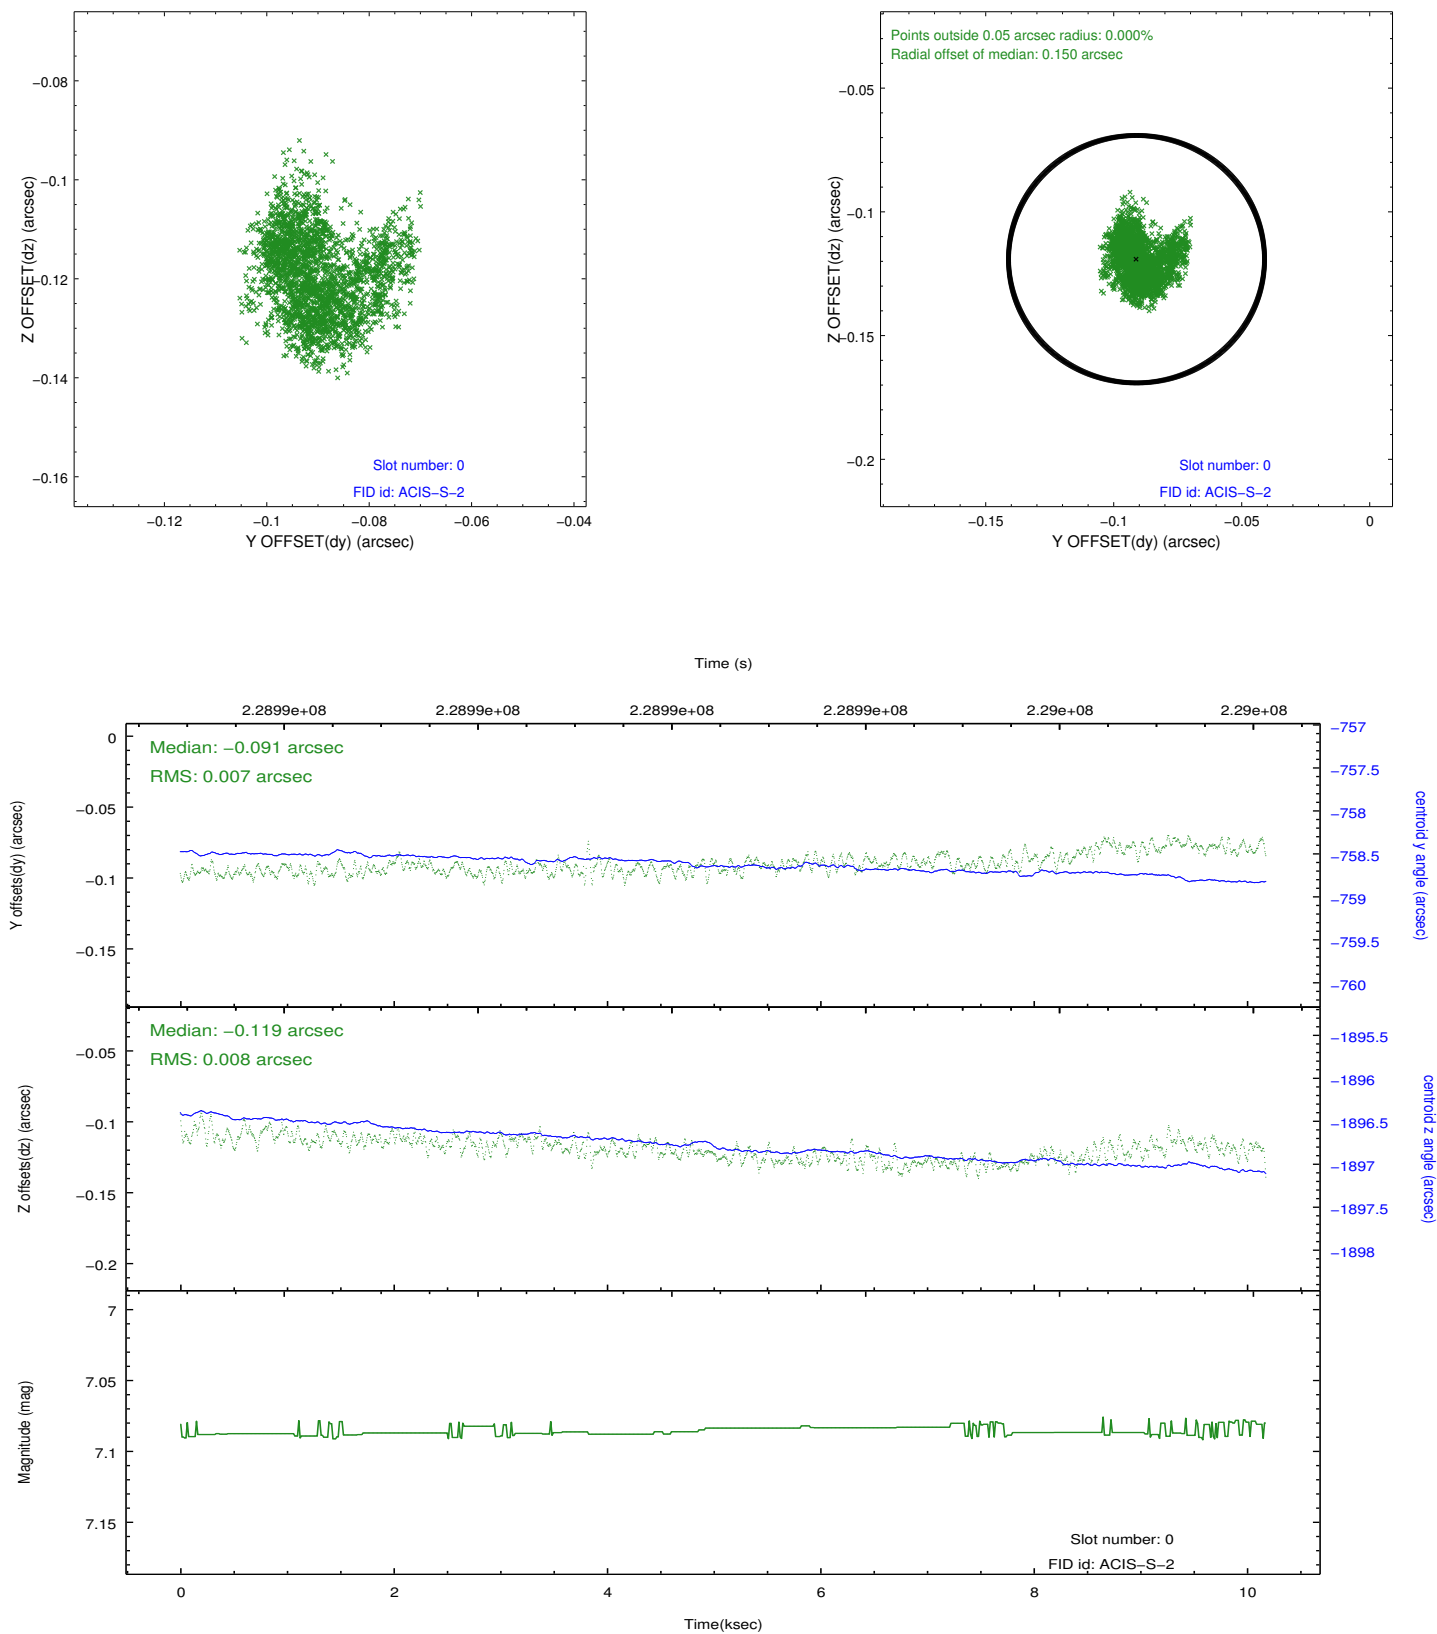 −0.08
−0.1
−0.12
−0.14
−0.16
Z OFFSET(dz) (arcsec)
Slot number: 0
FID id: ACIS−S−2
−0.12
−0.1
−0.08
−0.06
−0.04
Y OFFSET(dy) (arcsec)
Points outside 0.05 arcsec radius: 0.000%
Radial offset of median: 0.150 arcsec
−0.05
−0.1
−0.15
−0.2
Z OFFSET(dz) (arcsec)
Slot number: 0
FID id: ACIS−S−2
−0.15
−0.1
−0.05
0
Y OFFSET(dy) (arcsec)
Time (s)
2.2899e+08
2.2899e+08
2.2899e+08
2.2899e+08
2.29e+08
2.29e+08
Median: −0.091 arcsec
RMS: 0.007 arcsec
0
−0.05
−0.1
−0.15
Y offsets(dy) (arcsec)
−757
−757.5
−758
−758.5
−759
−759.5
−760
centroid y angle (arcsec)
Median: −0.119 arcsec
RMS: 0.008 arcsec
−0.05
−0.1
−0.15
−0.2
Z offsets(dz) (arcsec)
−1895.5
−1896
−1896.5
−1897
−1897.5
−1898
centroid z angle (arcsec)
7
7.05
7.1
7.15
Magnitude (mag)
Slot number: 0
FID id: ACIS−S−2
0
2
4
6
8
10
Time(ksec)